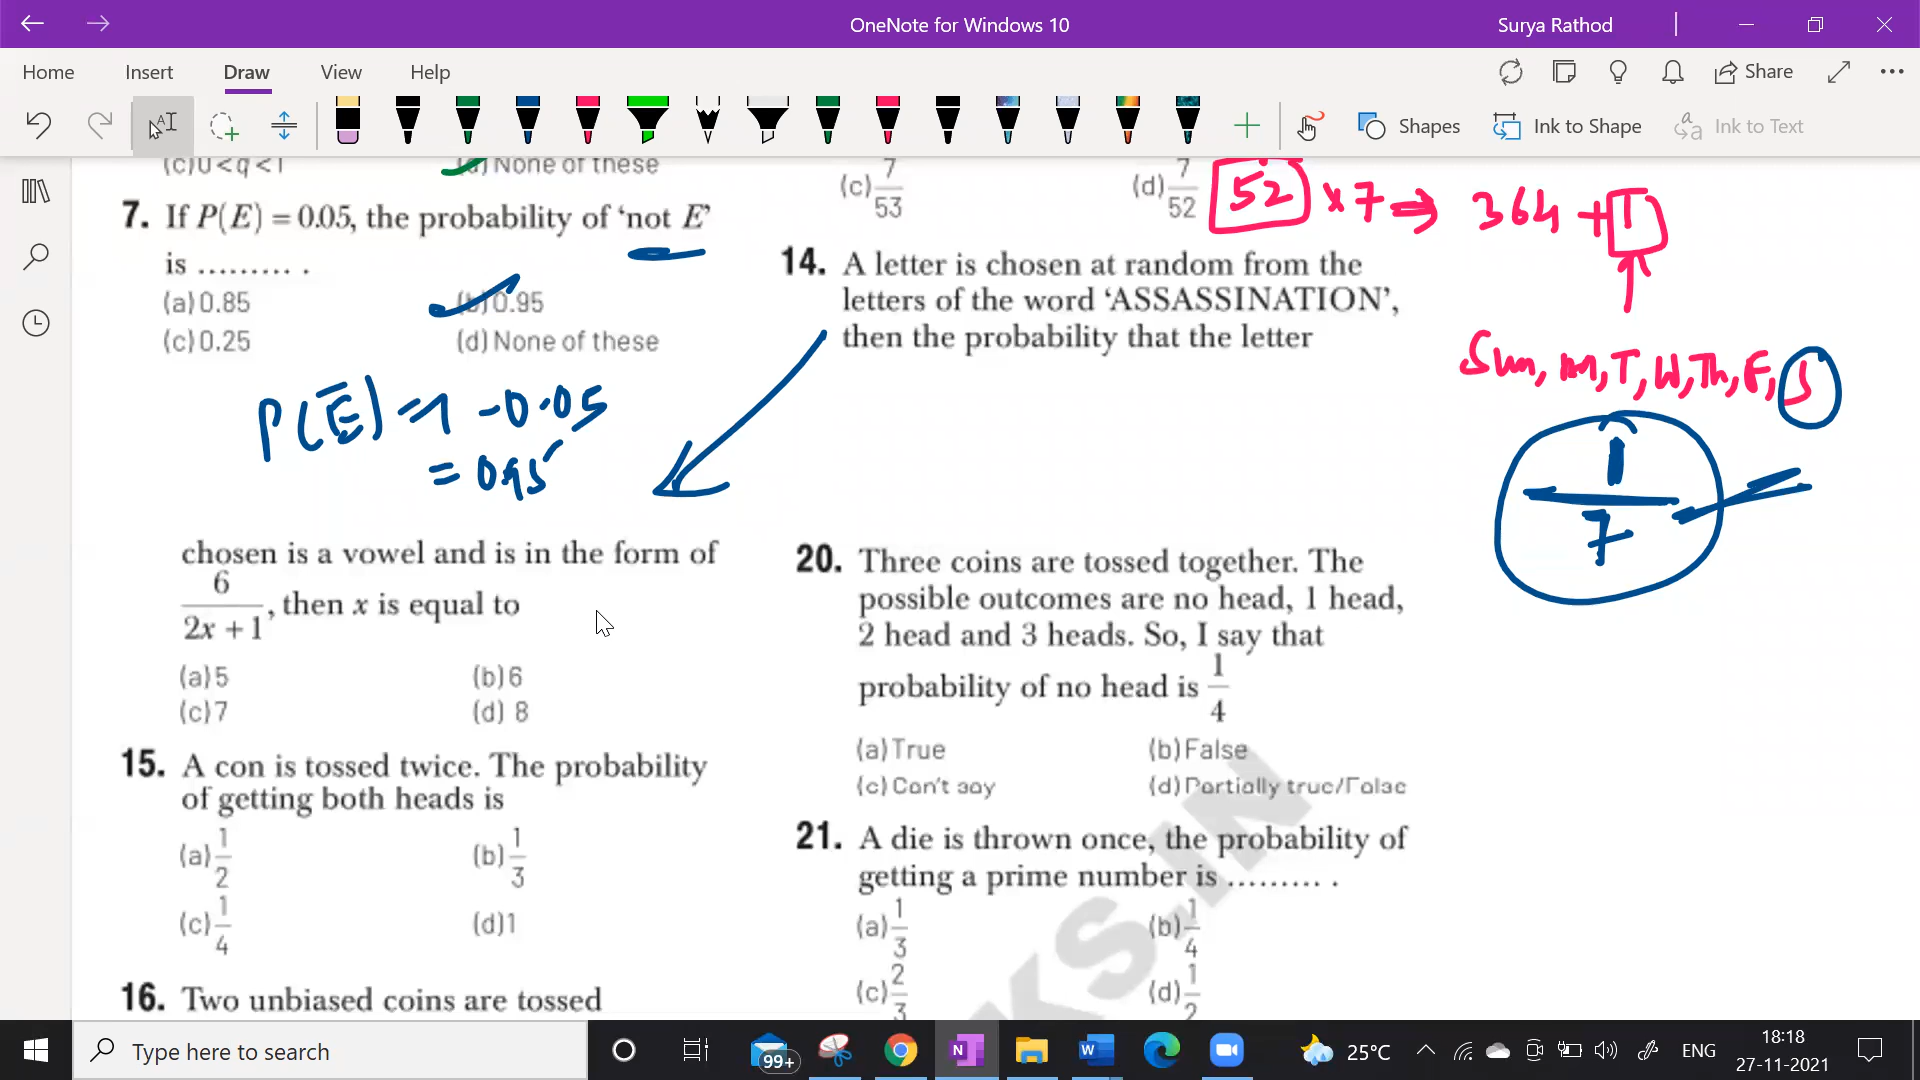 OneNote for Windows 10
Surya Rathod
Home
Insert
Draw
View
Help
Share
Shapes
Ink to Shape
Ink to Text
(c) 0 < q < 1
None of these
7. If P(E) = 0.05, the probability of ‘not E’
is ......... .
(a) 0.85
(b) 0.95
(c) 0.25
(d) None of these
P(E̅) = 1 - 0.05
= 0.95
chosen is a vowel and is in the form of
6/(2x + 1), then x is equal to
(a) 5
(b) 6
(c) 7
(d) 8
15. A con is tossed twice. The probability
of getting both heads is
(a) 1/2
(b) 1/3
(c) 1/4
(d) 1
16. Two unbiased coins are tossed
(c) 7/53
(d) 7/52
52 × 7 ⇒ 364 + 1
14. A letter is chosen at random from the
letters of the word ‘ASSASSINATION’,
then the probability that the letter
Sun, M, T, W, Th, F, S
1/7
20. Three coins are tossed together. The
possible outcomes are no head, 1 head,
2 head and 3 heads. So, I say that
probability of no head is 1/4
(a) True
(b) False
(c) Can't say
(d) Partially true/False
21. A die is thrown once, the probability of
getting a prime number is ......... .
(a) 1/3
(b) 1/4
(c) 2/3
(d) 1/2
KS.IN
Type here to search
99+
25°C
ENG
18:18
27-11-2021